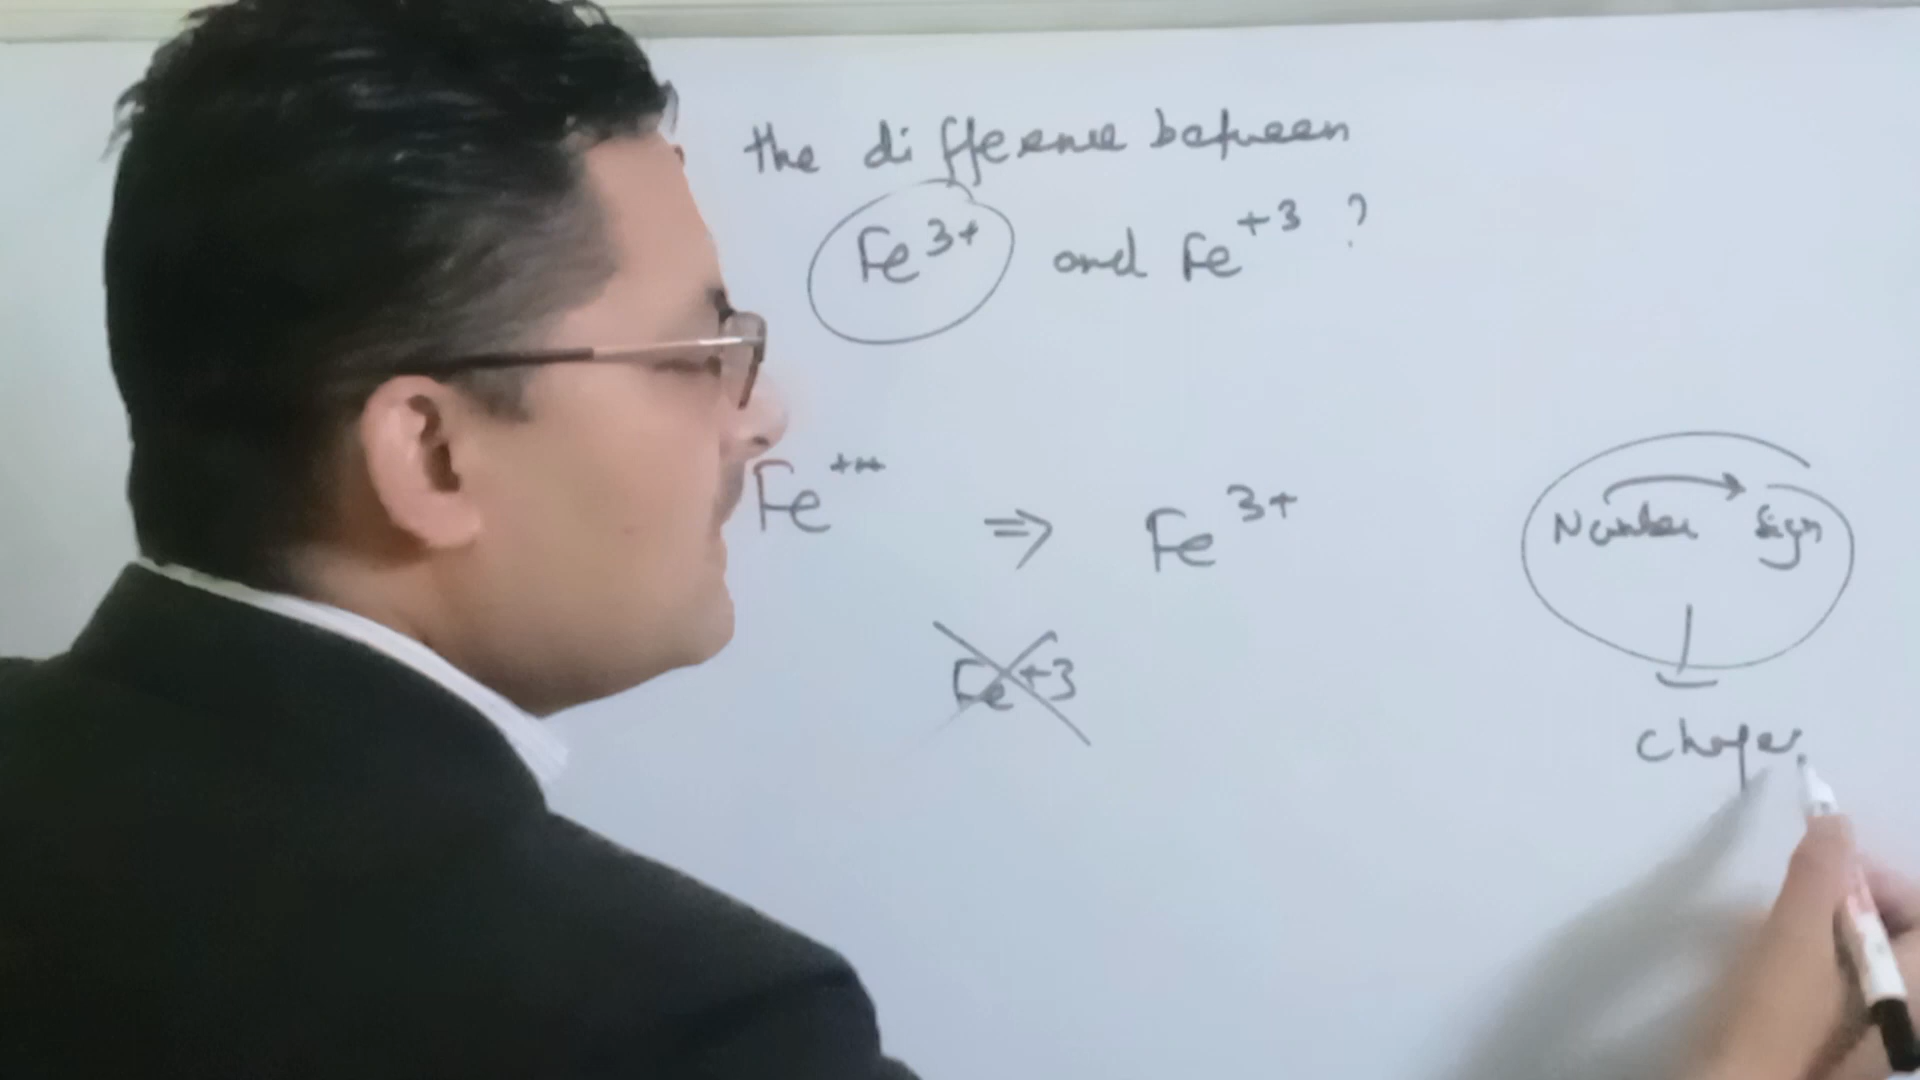 the difference between
Fe3+ and Fe+3 ?
Fe+++ ⇒ Fe3+
Number Sign
Fe+3
Charge